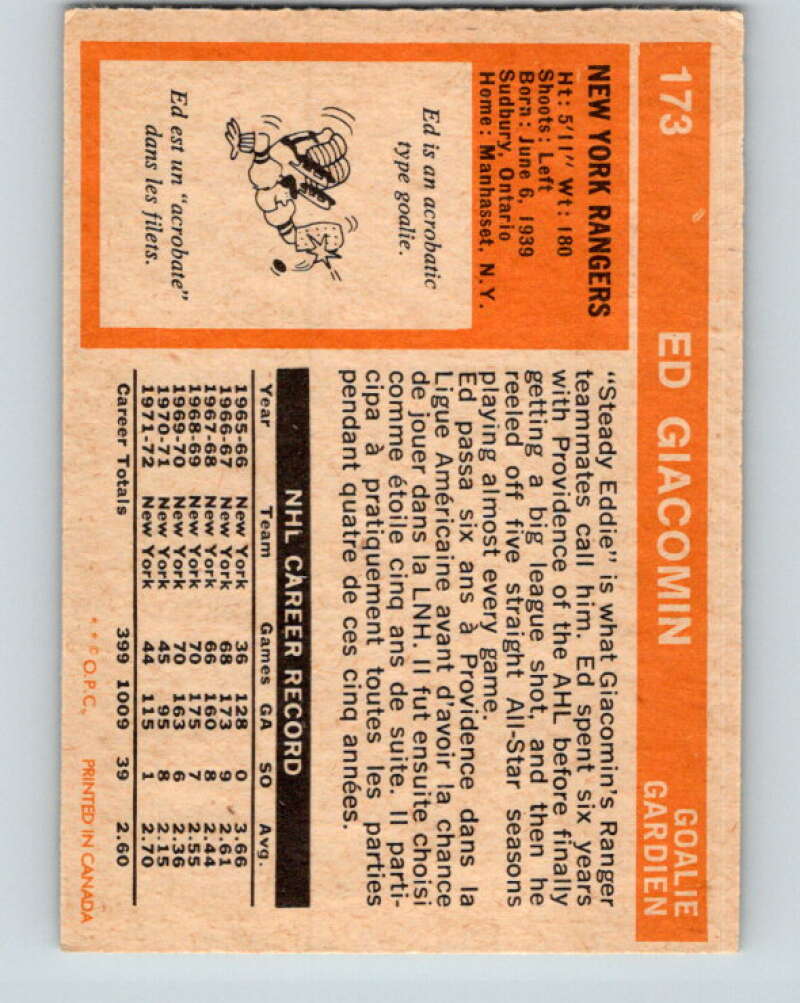 173 ED GIACOMIN GOALIE
GARDIEN
NEW YORK RANGERS
Ht: 5'11" Wt: 180
Shoots: Left
Born: June 6, 1939
Sudbury, Ontario
Home: Manhasset, N.Y.
Ed is an acrobatic
type goalie.
Ed est un "acrobate"
dans les filets.
"Steady Eddie" is what Giacomin's Ranger
teammates call him. Ed spent six years
with Providence of the AHL before finally
getting a big league shot, and then he
reeled off five straight All-Star seasons
playing almost every game.
Ed passa six ans à Providence dans la
Ligue Américaine avant d'avoir la chance
de jouer dans la LNH. Il fut ensuite choisi
comme étoile cinq ans de suite. Il parti-
cipa à pratiquement toutes les parties
pendant quatre de ces cinq années.
NHL CAREER RECORD
Year Team Games GA SO Avg.
1965-66 New York 36 128 0 3.66
1966-67 New York 68 173 9 2.61
1967-68 New York 66 160 8 2.44
1968-69 New York 70 175 7 2.55
1969-70 New York 70 163 6 2.36
1970-71 New York 45 95 8 2.15
1971-72 New York 44 115 1 2.70
Career Totals 399 1009 39 2.60
* * © O.P.C. PRINTED IN CANADA